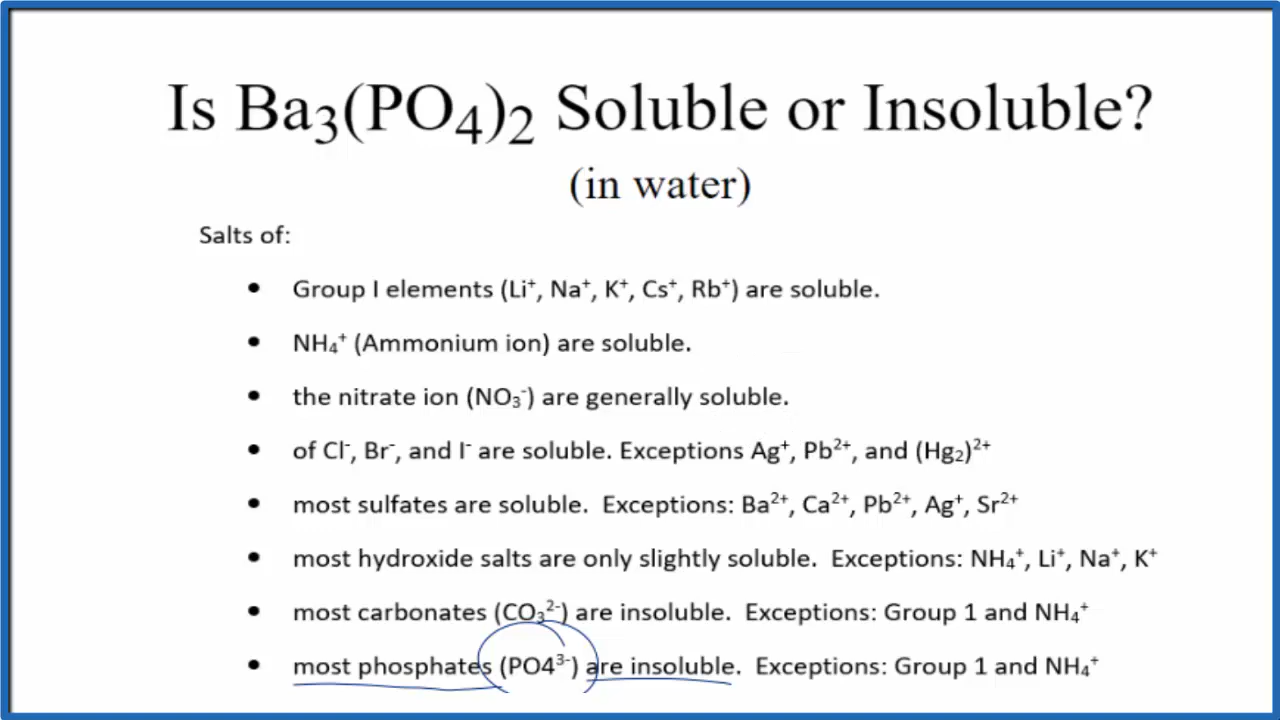 Is Ba₃(PO₄)₂ Soluble or Insoluble?
(in water)
Salts of:
• Group I elements (Li⁺, Na⁺, K⁺, Cs⁺, Rb⁺) are soluble.
• NH₄⁺ (Ammonium ion) are soluble.
• the nitrate ion (NO₃⁻) are generally soluble.
• of Cl⁻, Br⁻, and I⁻ are soluble. Exceptions Ag⁺, Pb²⁺, and (Hg₂)²⁺
• most sulfates are soluble. Exceptions: Ba²⁺, Ca²⁺, Pb²⁺, Ag⁺, Sr²⁺
• most hydroxide salts are only slightly soluble. Exceptions: NH₄⁺, Li⁺, Na⁺, K⁺
• most carbonates (CO₃²⁻) are insoluble. Exceptions: Group 1 and NH₄⁺
• most phosphates (PO4³⁻) are insoluble. Exceptions: Group 1 and NH₄⁺